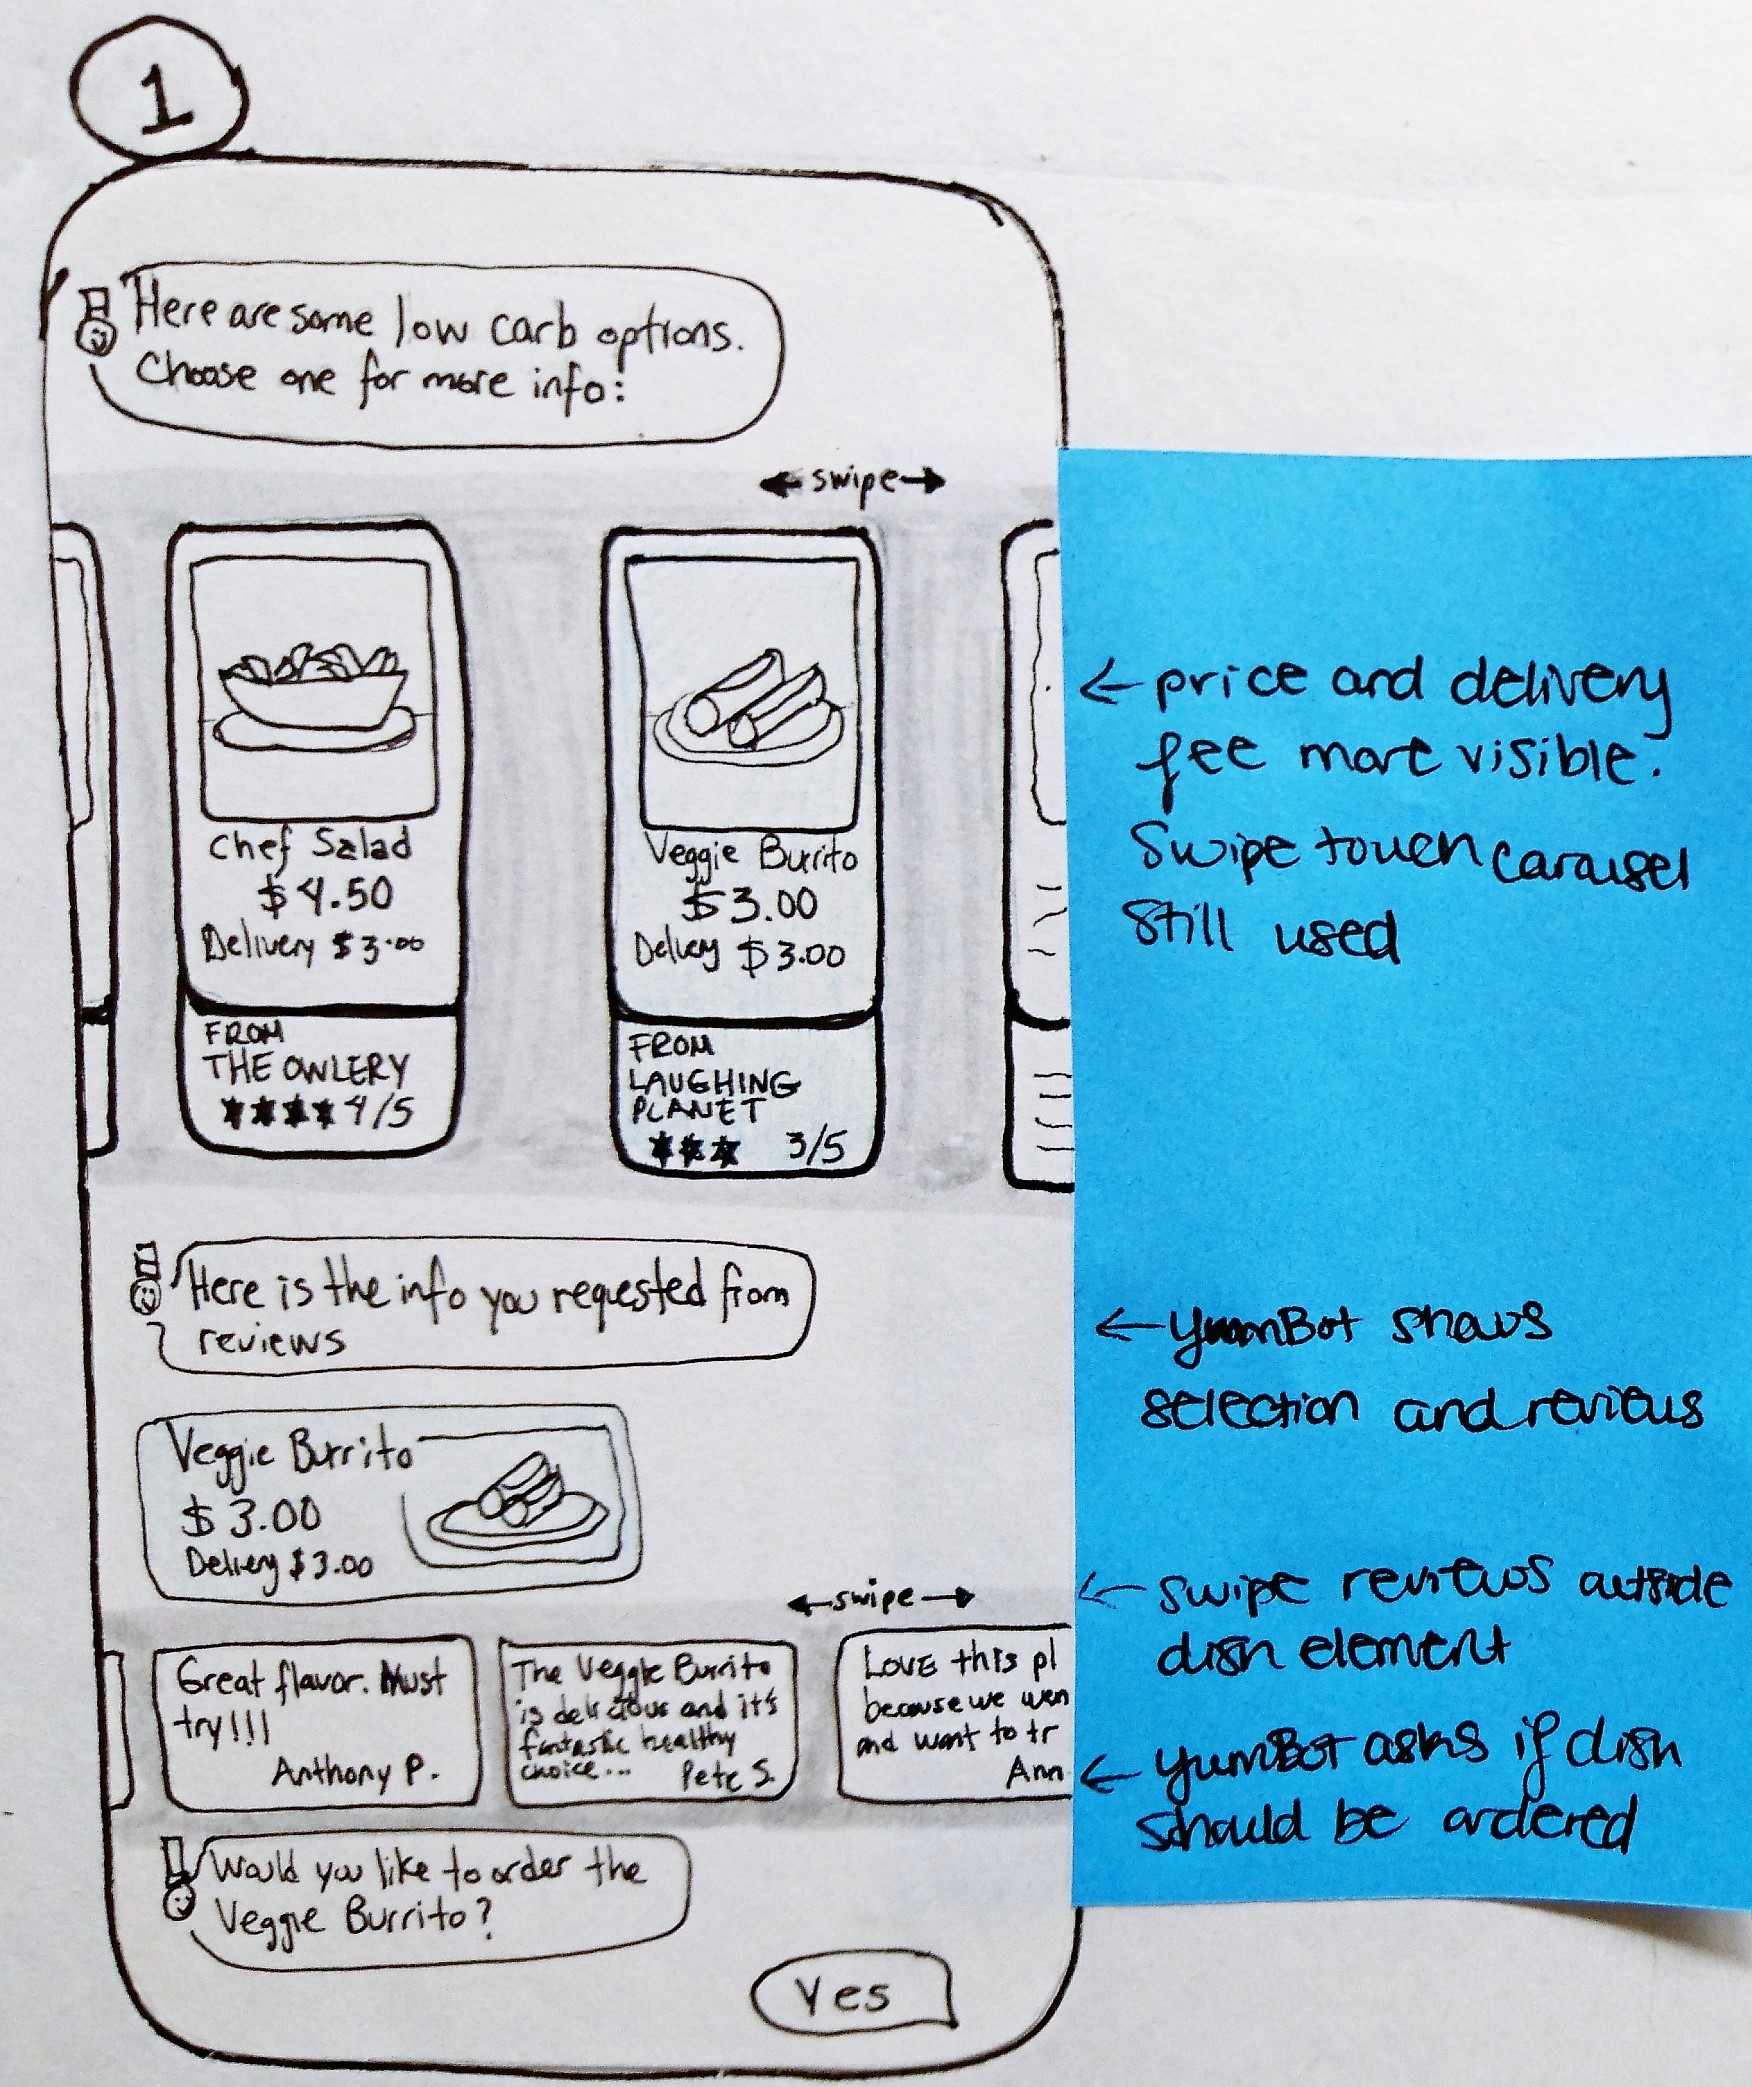 1
Here are some low carb options.
Choose one for more info:
swipe
Chef Salad
$4.50
Delivery $3.00
FROM
THE OWLERY
★★★★ 4/5
Veggie Burrito
$3.00
Delivery $3.00
FROM
LAUGHING
PLANET
★★★ 3/5
Here is the info you requested from
reviews
Veggie Burrito
$3.00
Delivery $3.00
swipe
Great flavor. Must
try!!!
Anthony P.
The Veggie Burrito
is delicious and it's
fantastic healthy
choice...
Pete S.
LOVE this pl
because we wen
and want to tr
Ann
Would you like to order the
Veggie Burrito?
Yes
← price and delivery
fee more visible.
Swipe touch carousel
Still used
← YumBot shows
selection and reviews
← swipe reviews outside
dish element
← YumBot asks if dish
should be ordered